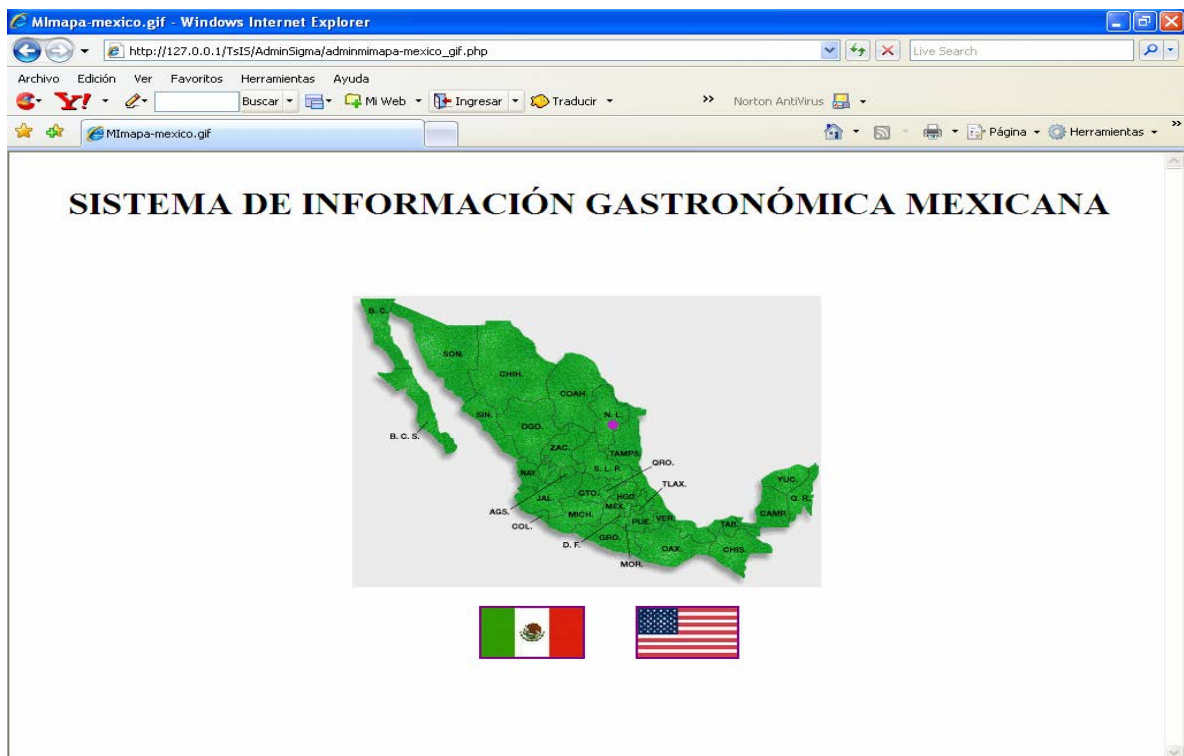 MImapa-mexico.gif - Windows Internet Explorer
http://127.0.0.1/TsIS/AdminSigma/adminmimapa-mexico_gif.php
Live Search
Archivo Edición Ver Favoritos Herramientas Ayuda
Y! Buscar Mi Web Ingresar Traducir >> Norton AntiVirus
MImapa-mexico.gif Página Herramientas >>
SISTEMA DE INFORMACIÓN GASTRONÓMICA MEXICANA
B. C.
SON.
CHIH.
COAH.
SIN.
N. L.
DGO.
B. C. S.
ZAC.
TAMPS
QRO.
S. L. P.
NAY.
TLAX.
YUC.
GTO.
HGO.
Q. R.
JAL.
AGS.
MEX.
MICH.
CAMP.
COL.
PUE.
VER.
TAB.
GRO.
D. F.
OAX.
CHIS.
MOR.